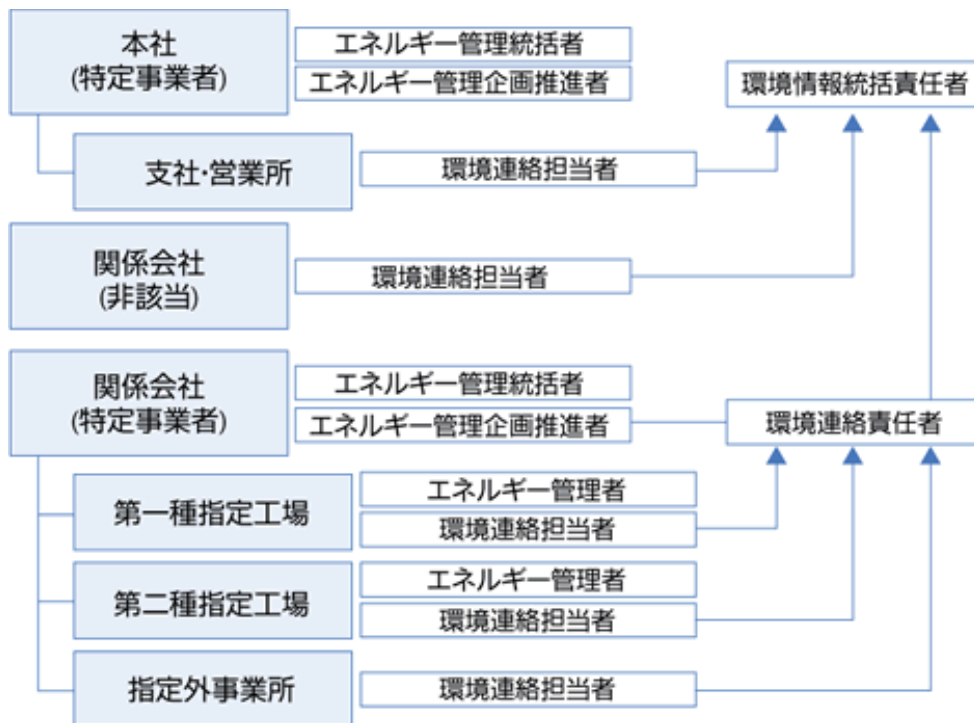 本社
(特定事業者)
エネルギー管理統括者
エネルギー管理企画推進者
環境情報統括責任者
支社・営業所
環境連絡担当者
関係会社
(非該当)
環境連絡担当者
関係会社
(特定事業者)
エネルギー管理統括者
エネルギー管理企画推進者
環境連絡責任者
第一種指定工場
エネルギー管理者
環境連絡担当者
第二種指定工場
エネルギー管理者
環境連絡担当者
指定外事業所
環境連絡担当者